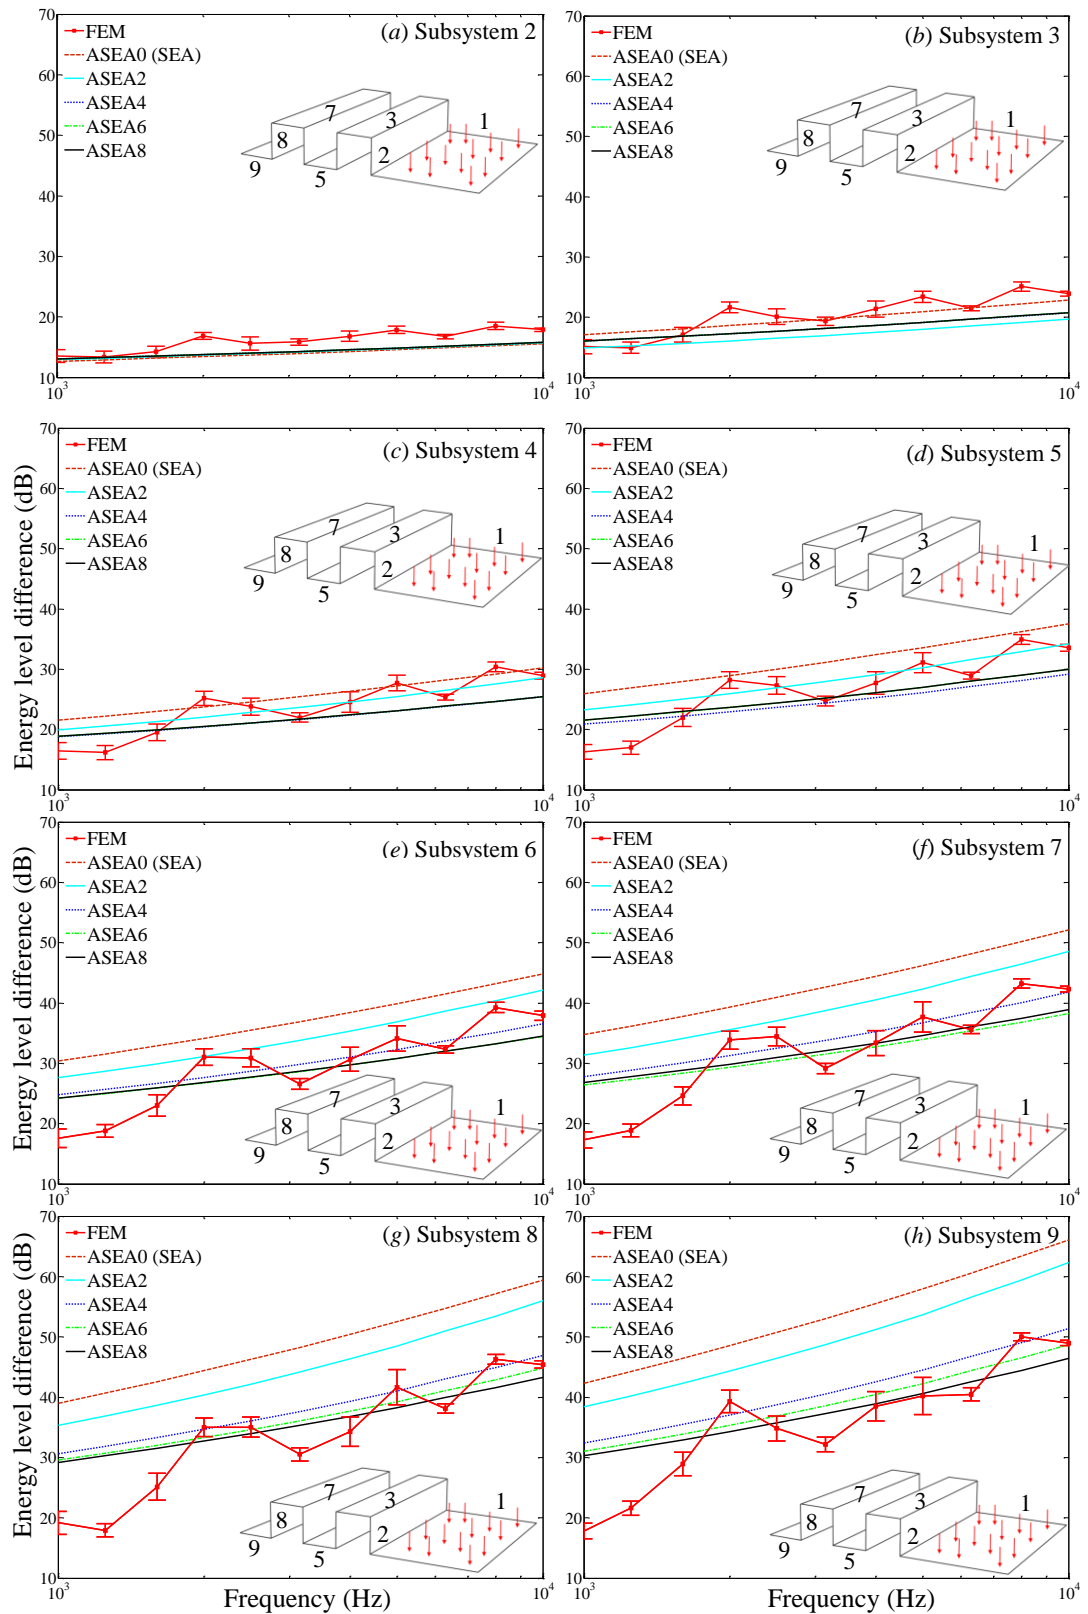 (a) Subsystem 2
FEM
ASEA0 (SEA)
ASEA2
ASEA4
ASEA6
ASEA8
70
60
50
40
30
20
10
10³
10⁴
1
2
3
5
7
8
9
(b) Subsystem 3
FEM
ASEA0 (SEA)
ASEA2
ASEA4
ASEA6
ASEA8
70
60
50
40
30
20
10
10³
10⁴
1
2
3
5
7
8
9
Energy level difference (dB)
(c) Subsystem 4
FEM
ASEA0 (SEA)
ASEA2
ASEA4
ASEA6
ASEA8
70
60
50
40
30
20
10
10³
10⁴
1
2
3
5
7
8
9
(d) Subsystem 5
FEM
ASEA0 (SEA)
ASEA2
ASEA4
ASEA6
ASEA8
70
60
50
40
30
20
10
10³
10⁴
1
2
3
5
7
8
9
Energy level difference (dB)
(e) Subsystem 6
FEM
ASEA0 (SEA)
ASEA2
ASEA4
ASEA6
ASEA8
70
60
50
40
30
20
10
10³
10⁴
1
2
3
5
7
8
9
(f) Subsystem 7
FEM
ASEA0 (SEA)
ASEA2
ASEA4
ASEA6
ASEA8
70
60
50
40
30
20
10
10³
10⁴
1
2
3
5
7
8
9
Energy level difference (dB)
(g) Subsystem 8
FEM
ASEA0 (SEA)
ASEA2
ASEA4
ASEA6
ASEA8
70
60
50
40
30
20
10
10³
10⁴
1
2
3
5
7
8
9
Frequency (Hz)
(h) Subsystem 9
FEM
ASEA0 (SEA)
ASEA2
ASEA4
ASEA6
ASEA8
70
60
50
40
30
20
10
10³
10⁴
1
2
3
5
7
8
9
Frequency (Hz)